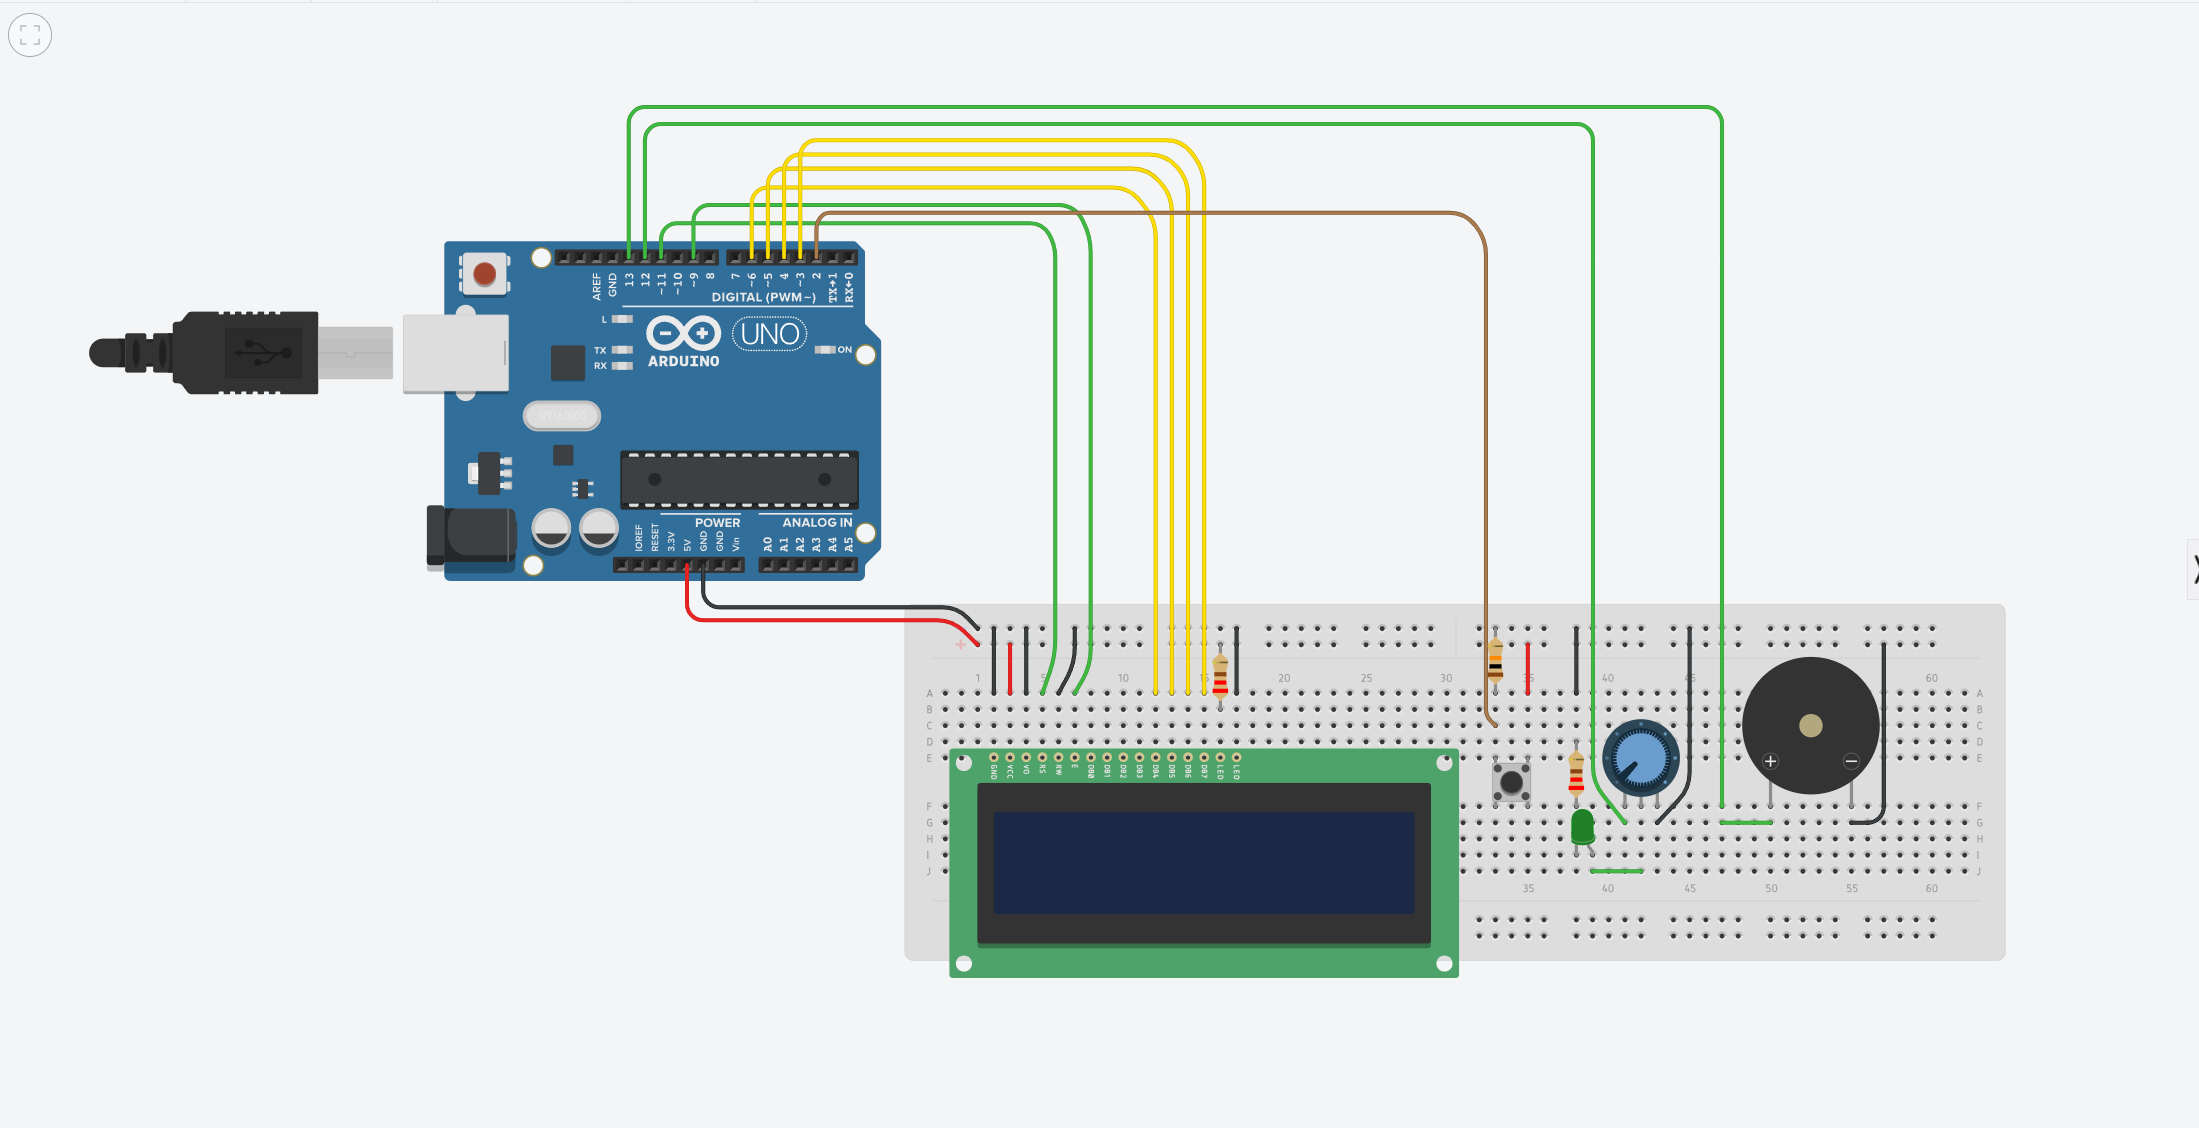 AREF
GND
13
12
~11
~10
~9
8
7
~6
~5
4
~3
2
TX→1
RX←0
DIGITAL (PWM~)
L
TX
RX
ARDUINO
UNO
ON
POWER
ANALOG IN
IOREF
RESET
3.3V
5V
GND
GND
Vin
A0
A1
A2
A3
A4
A5
1
5
10
15
20
25
30
35
40
45
60
A
B
C
D
E
F
G
H
I
J
A
B
C
D
E
F
G
H
I
J
GND
VCC
V0
RS
RW
E
DB0
DB1
DB2
DB3
DB4
DB5
DB6
DB7
LED
LED
35
40
45
50
55
60